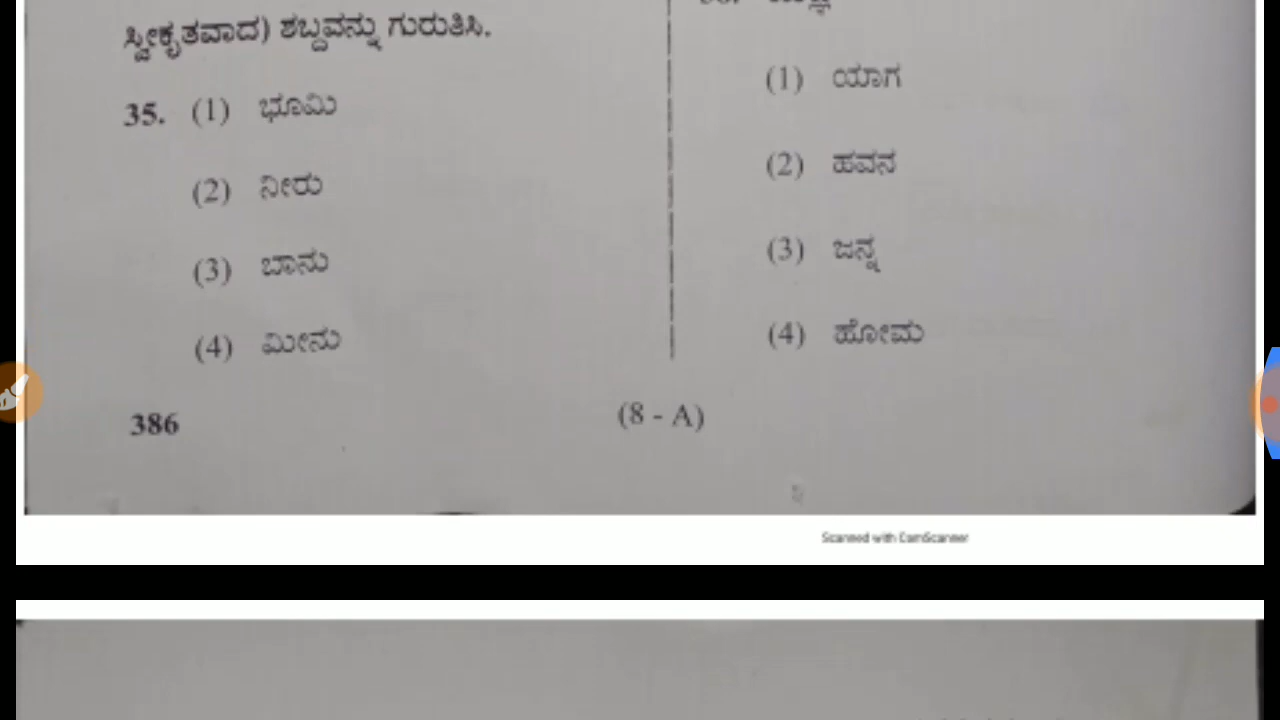 ಸ್ವೀಕೃತವಾದ) ಶಬ್ದವನ್ನು ಗುರುತಿಸಿ.
35. (1) ಭೂಮಿ
(2) ನೀರು
(3) ಬಾನು
(4) ಮೀನು
(1) ಯಾಗ
(2) ಹವನ
(3) ಜನ್ನ
(4) ಹೋಮ
386
(8 - A)
Scanned with CamScanner